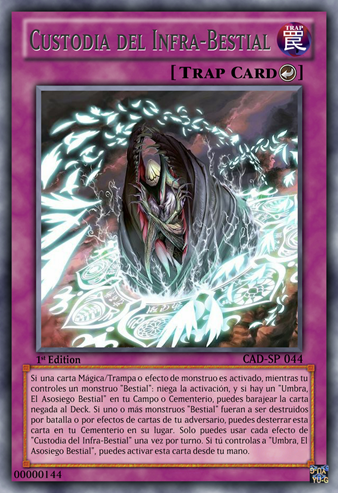 Custodia del Infra-Bestial
TRAP
罠
[ Trap Card ]
1st Edition
CAD-SP 044
Si una carta Mágica/Trampa o efecto de monstruo es activado, mientras tu
controles un monstruo "Bestial": niega la activación, y si hay un "Umbra,
El Asosiego Bestial" en tu Campo o Cementerio, puedes barajear la carta
negada al Deck. Si uno o más monstruos "Bestial" fueran a ser destruidos
por batalla o por efectos de cartas de tu adversario, puedes desterrar esta
carta en tu Cementerio en su lugar. Solo puedes usar cada efecto de
"Custodia del Infra-Bestial" una vez por turno. Si tú controlas a "Umbra, El
Asosiego Bestial", puedes activar esta carta desde tu mano.
00000144